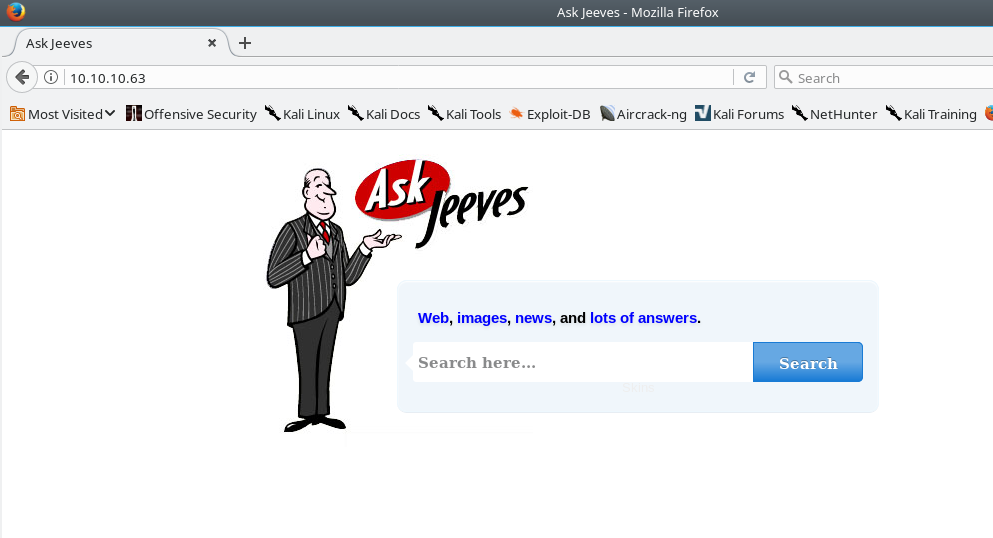 Ask Jeeves - Mozilla Firefox
Ask Jeeves
10.10.10.63
Search
Most Visited Offensive Security Kali Linux Kali Docs Kali Tools Exploit-DB Aircrack-ng Kali Forums NetHunter Kali Training
Ask
Jeeves
Web, images, news, and lots of answers.
Search here...
Search
Skins